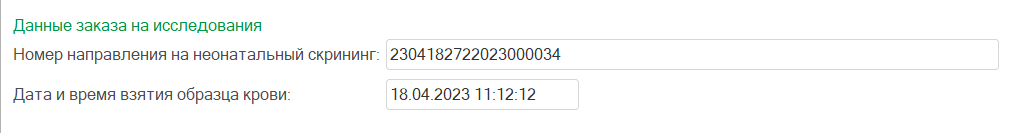 Данные заказа на исследования
Номер направления на неонатальный скрининг: 2304182722023000034
Дата и время взятия образца крови: 18.04.2023 11:12:12